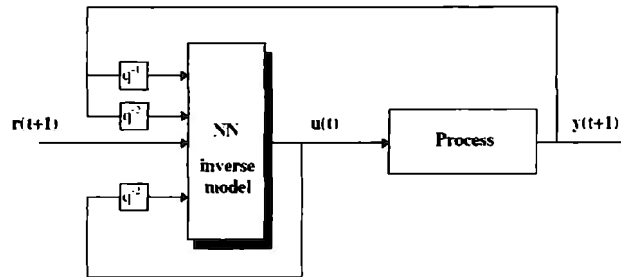 q⁻¹
q⁻²
r(t+1)
NN
inverse
model
u(t)
Process
y(t+1)
q⁻²